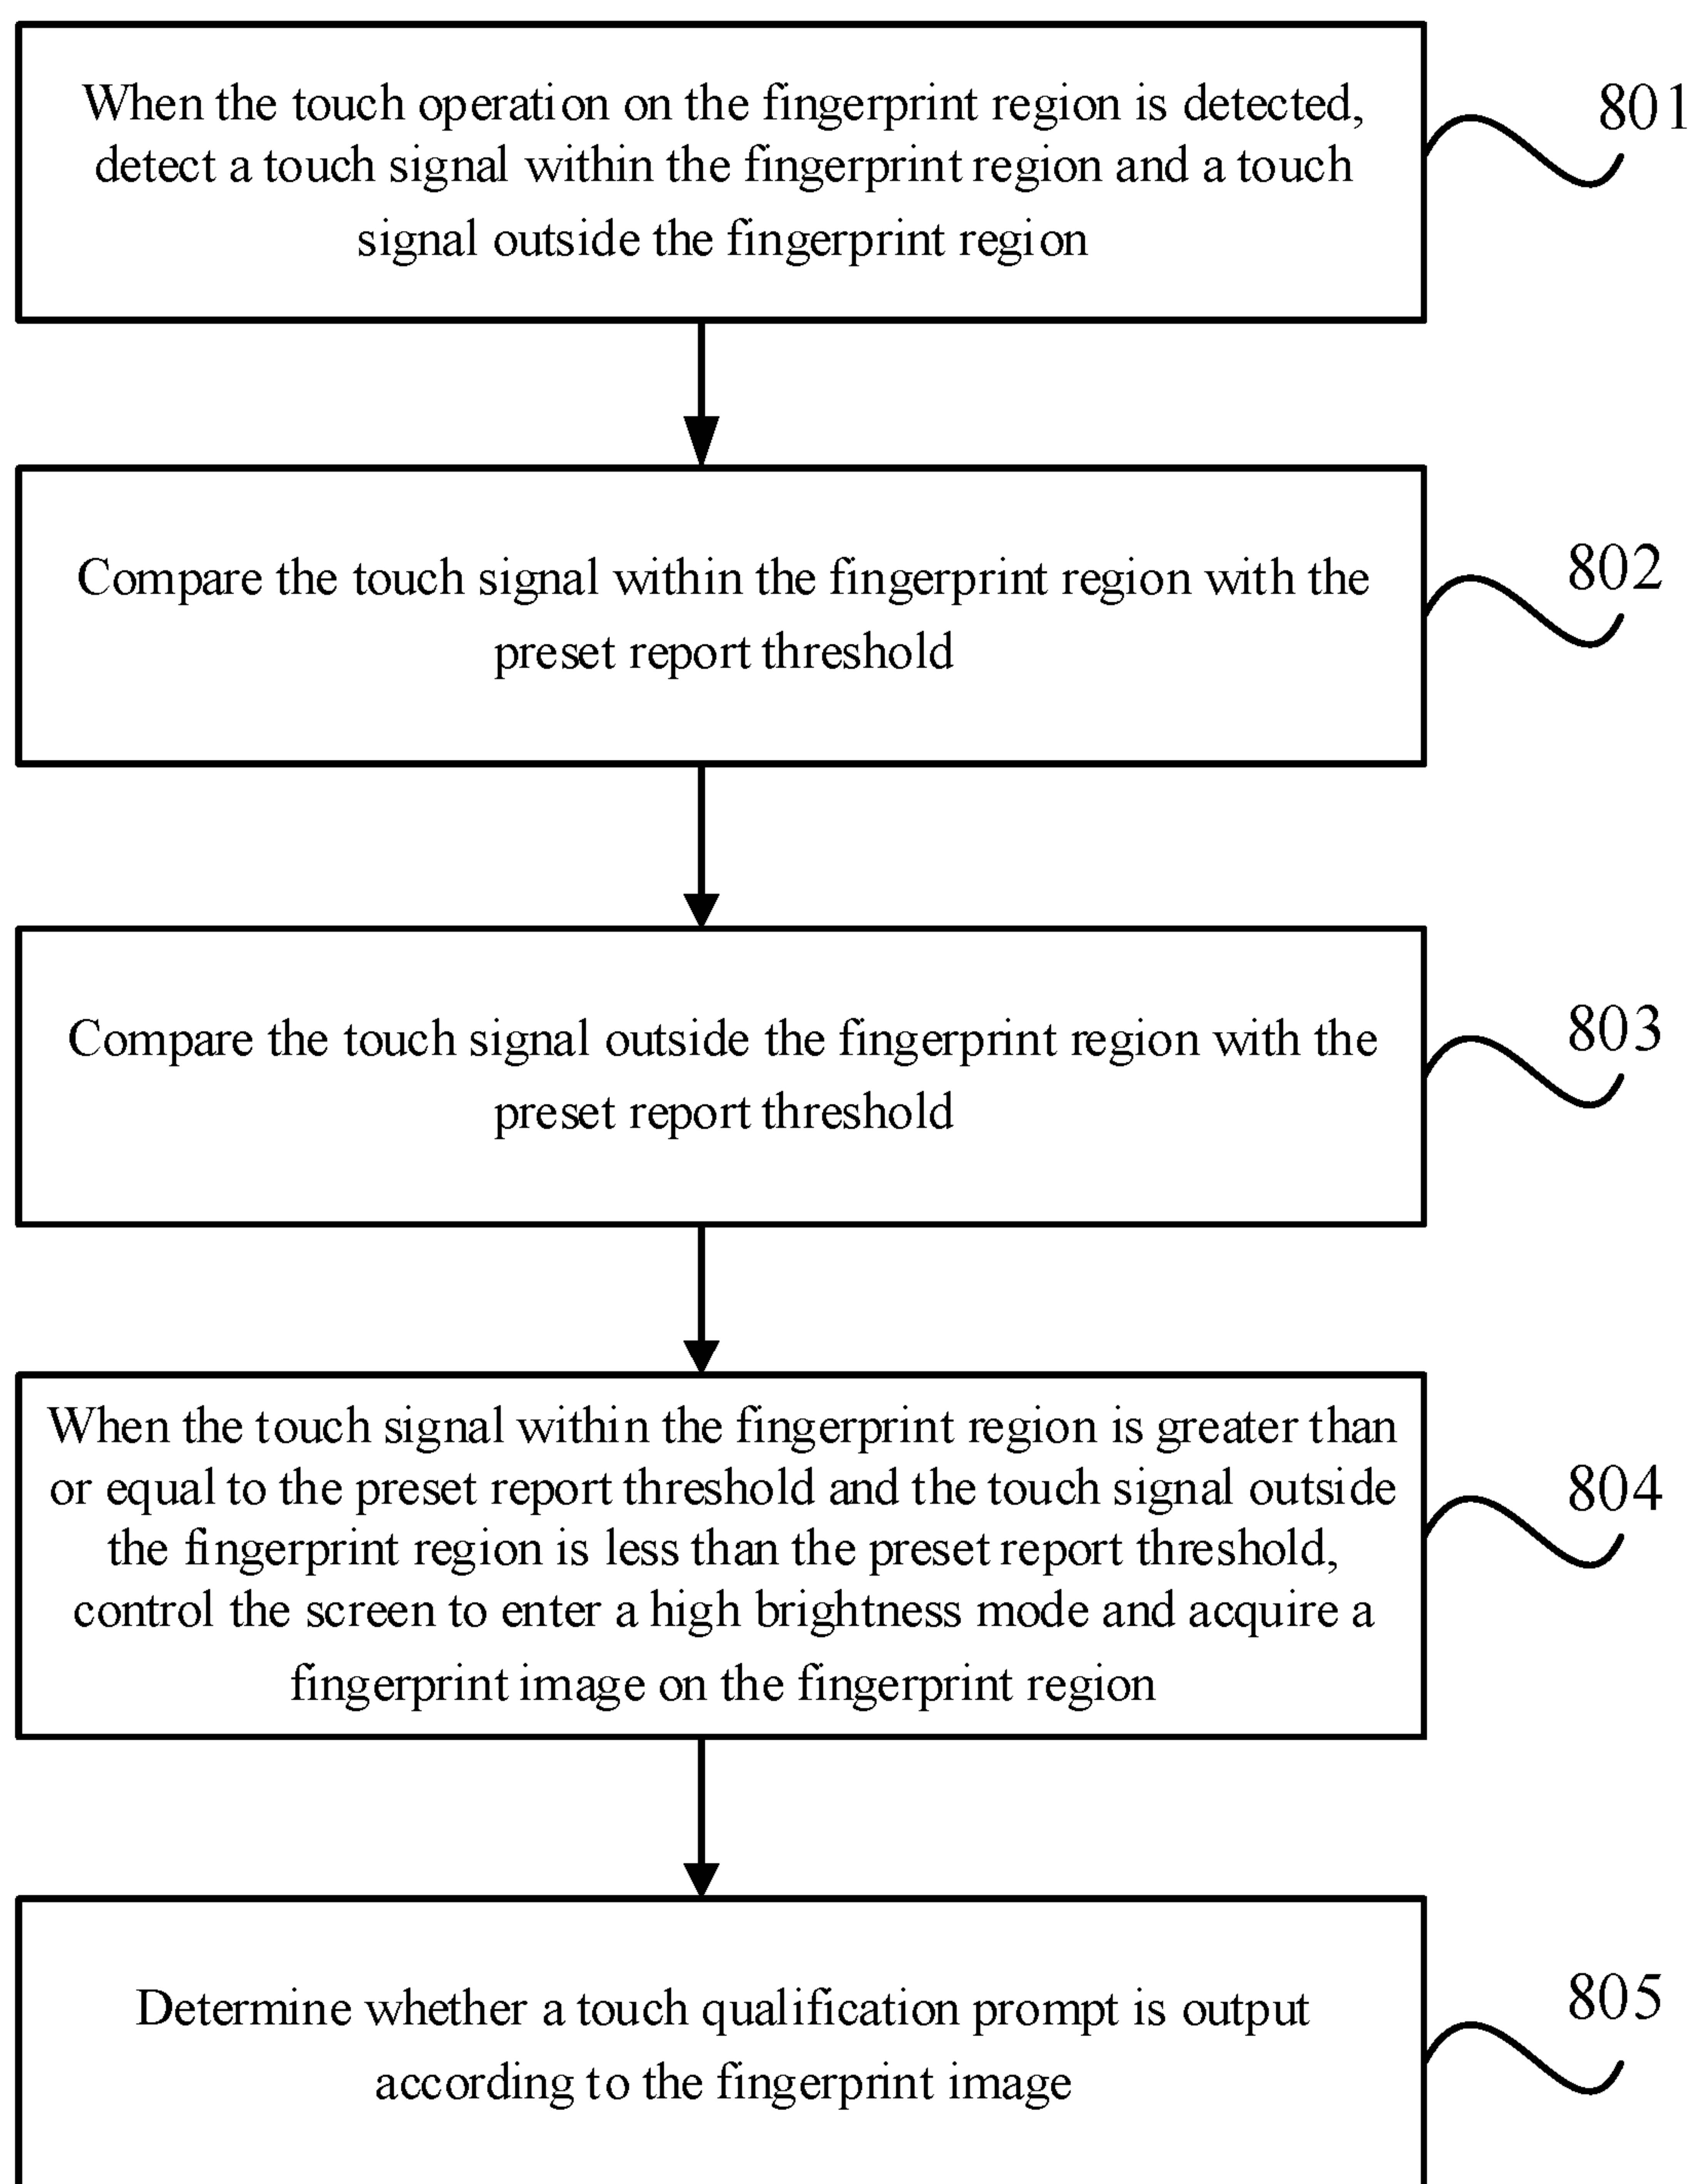 When the touch operation on the fingerprint region is detected,
detect a touch signal within the fingerprint region and a touch
signal outside the fingerprint region
801
Compare the touch signal within the fingerprint region with the
preset report threshold
802
Compare the touch signal outside the fingerprint region with the
preset report threshold
803
When the touch signal within the fingerprint region is greater than
or equal to the preset report threshold and the touch signal outside
the fingerprint region is less than the preset report threshold,
control the screen to enter a high brightness mode and acquire a
fingerprint image on the fingerprint region
804
Determine whether a touch qualification prompt is output
according to the fingerprint image
805